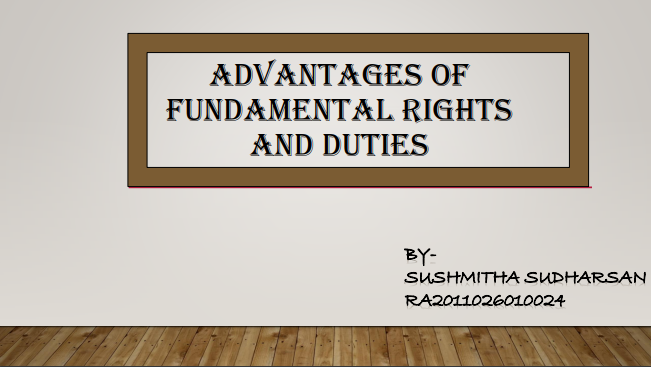 ADVANTAGES OF
FUNDAMENTAL RIGHTS
AND DUTIES
BY-
SUSHMITHA SUDHARSAN
RA2011026010024